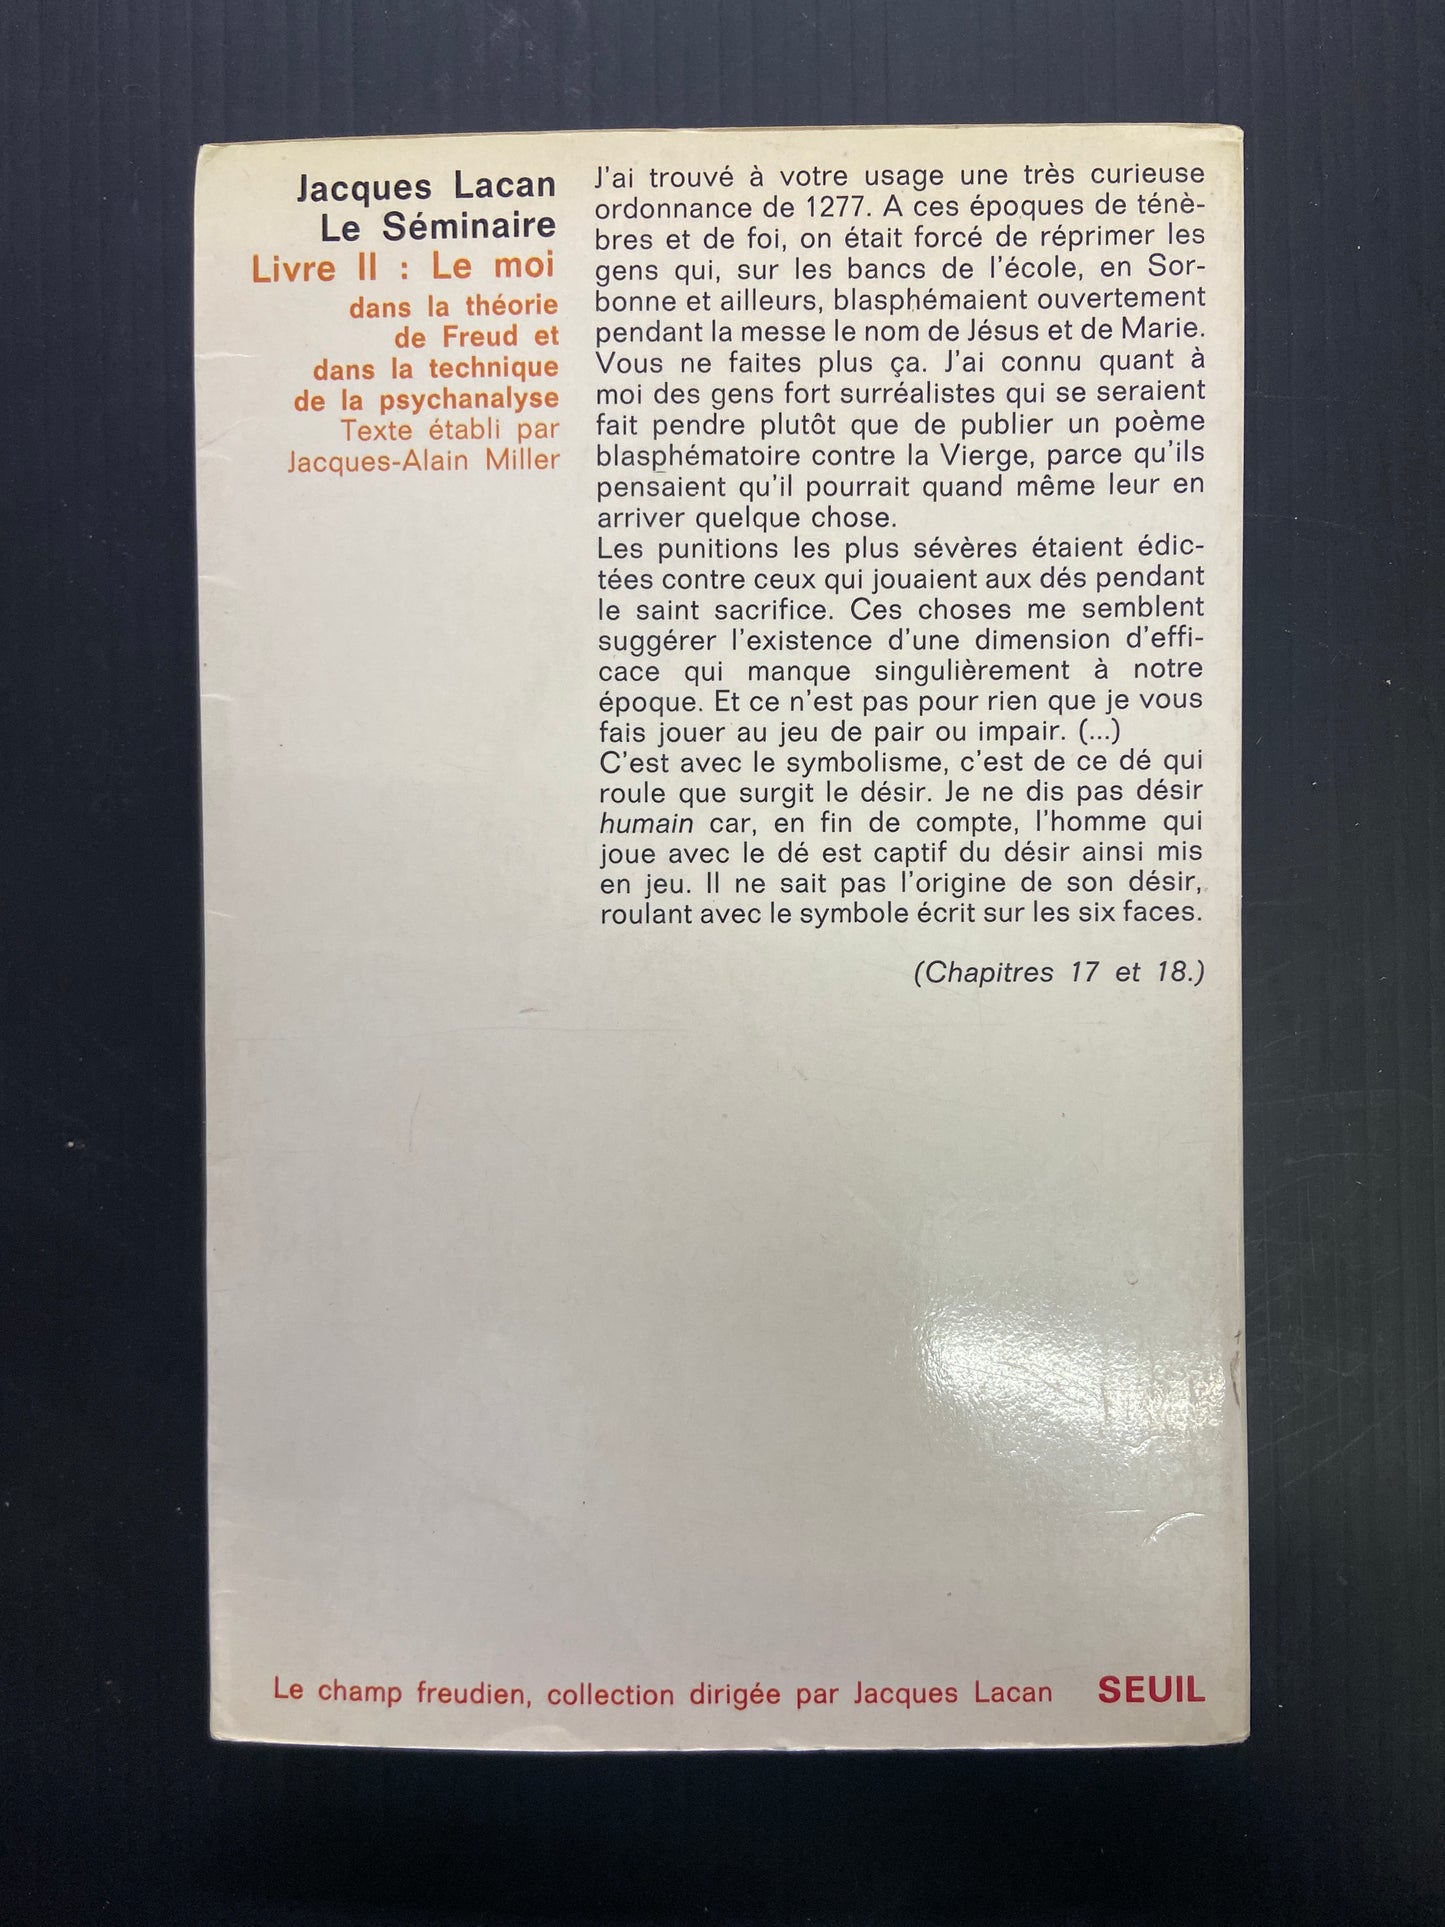 Jacques Lacan
Le Séminaire
Livre II : Le moi
dans la théorie
de Freud et
dans la technique
de la psychanalyse
Texte établi par
Jacques-Alain Miller
J'ai trouvé à votre usage une très curieuse
ordonnance de 1277. A ces époques de ténè-
bres et de foi, on était forcé de réprimer les
gens qui, sur les bancs de l'école, en Sor-
bonne et ailleurs, blasphémaient ouvertement
pendant la messe le nom de Jésus et de Marie.
Vous ne faites plus ça. J'ai connu quant à
moi des gens fort surréalistes qui se seraient
fait pendre plutôt que de publier un poème
blasphématoire contre la Vierge, parce qu'ils
pensaient qu'il pourrait quand même leur en
arriver quelque chose.
Les punitions les plus sévères étaient édic-
tées contre ceux qui jouaient aux dés pendant
le saint sacrifice. Ces choses me semblent
suggérer l'existence d'une dimension d'effi-
cace qui manque singulièrement à notre
époque. Et ce n'est pas pour rien que je vous
fais jouer au jeu de pair ou impair. (...)
C'est avec le symbolisme, c'est de ce dé qui
roule que surgit le désir. Je ne dis pas désir
humain car, en fin de compte, l'homme qui
joue avec le dé est captif du désir ainsi mis
en jeu. Il ne sait pas l'origine de son désir,
roulant avec le symbole écrit sur les six faces.
(Chapitres 17 et 18.)
Le champ freudien, collection dirigée par Jacques Lacan SEUIL